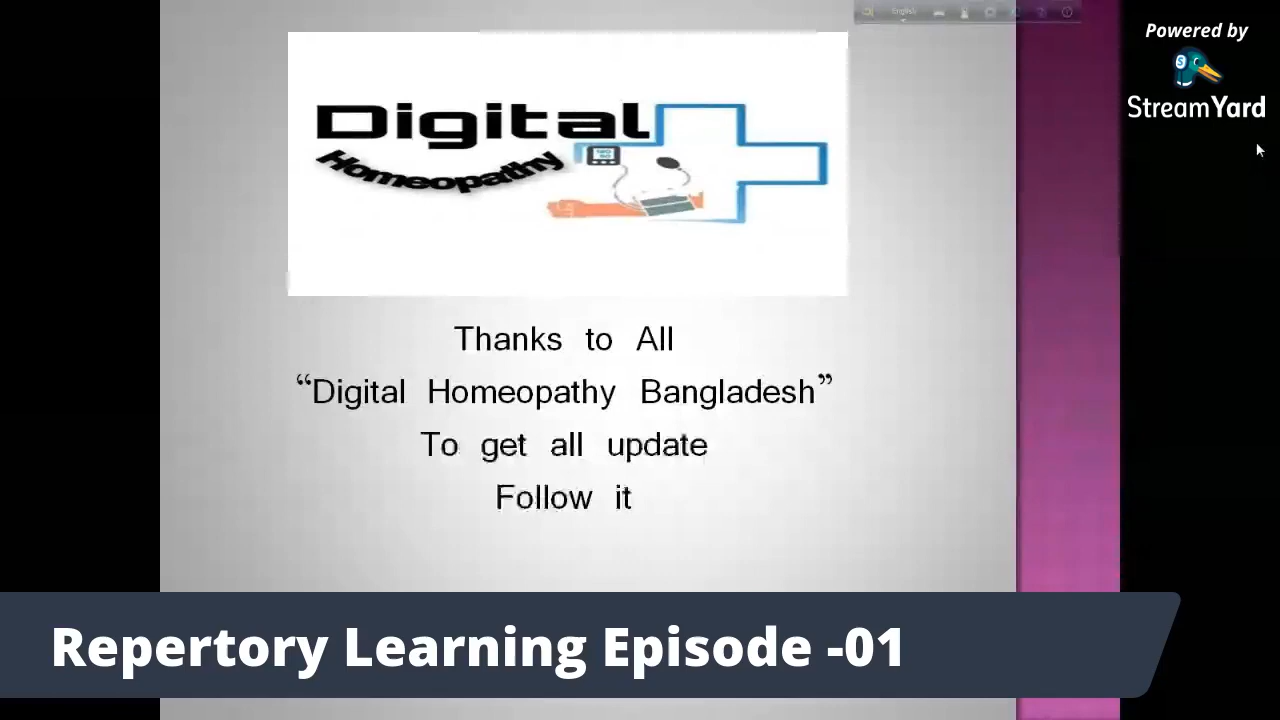 English
Powered by
StreamYard
Digital
Homeopathy
Thanks to All
“Digital Homeopathy Bangladesh”
To get all update
Follow it
Repertory Learning Episode -01